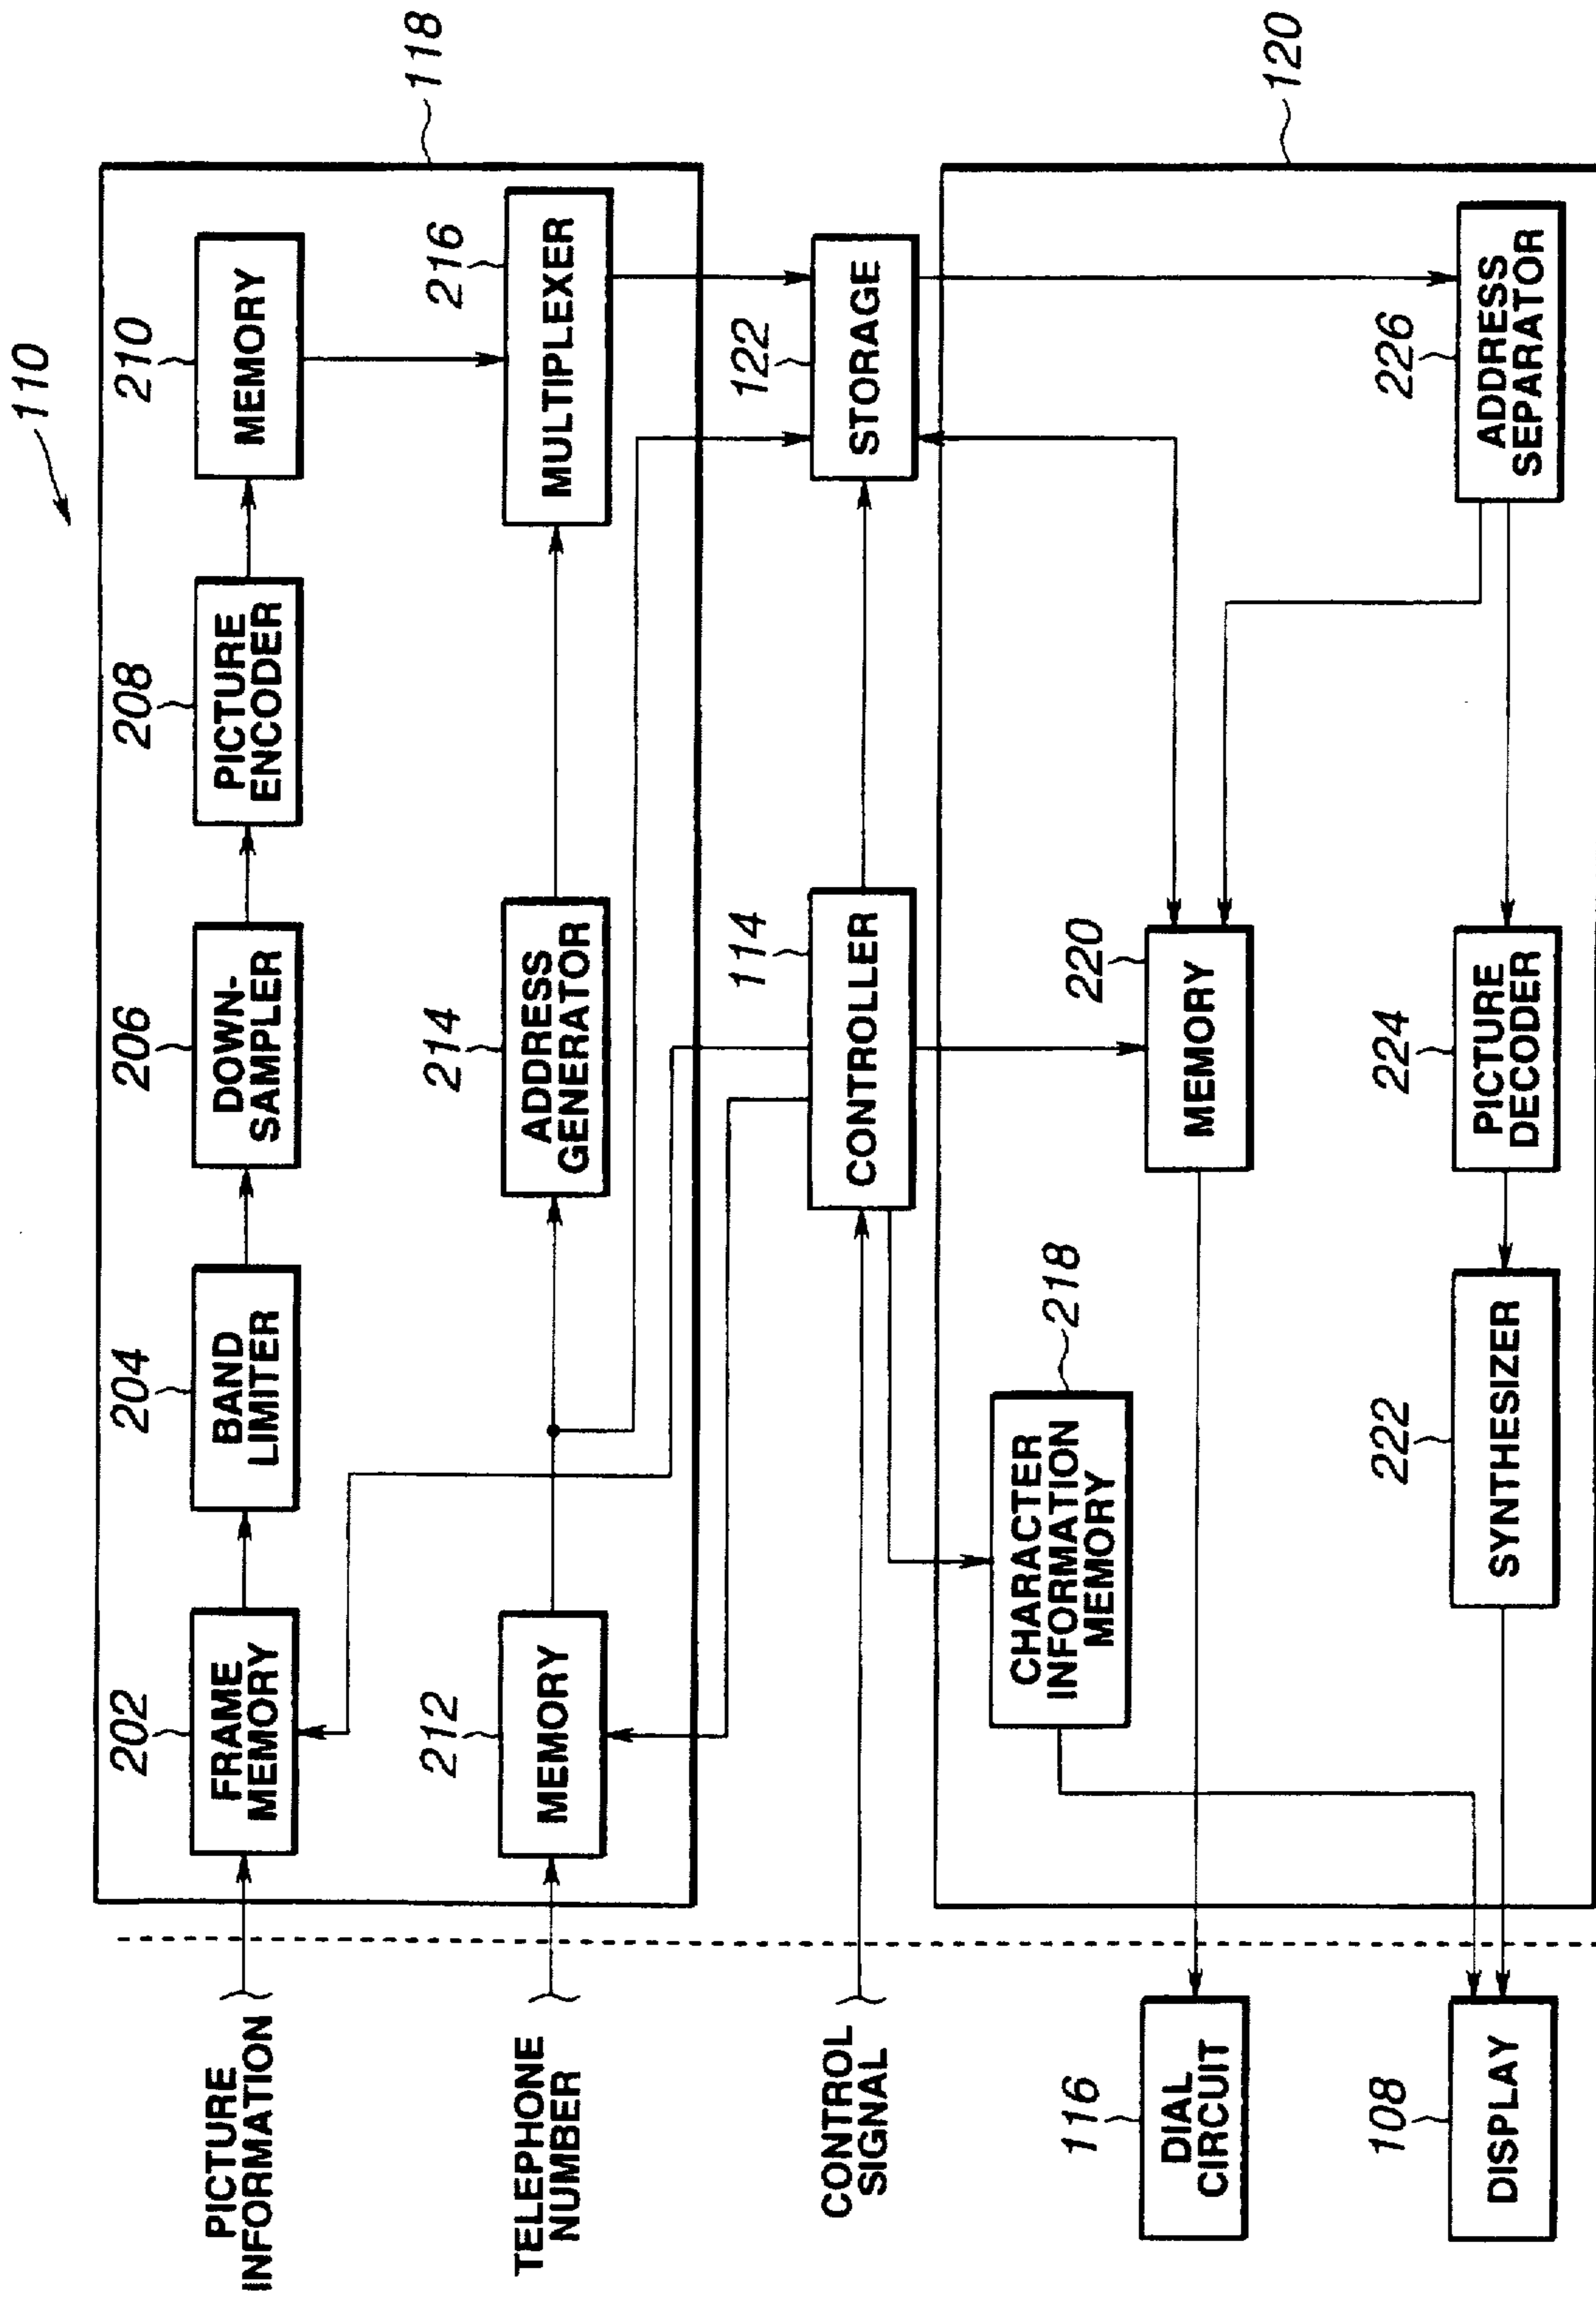 110
118
202
FRAME
MEMORY
204
BAND
LIMITER
206
DOWN-
SAMPLER
208
PICTURE
ENCODER
210
MEMORY
PICTURE
INFORMATION
212
MEMORY
214
ADDRESS
GENERATOR
216
MULTIPLEXER
TELEPHONE
NUMBER
CONTROL
SIGNAL
114
CONTROLLER
122
STORAGE
120
218
CHARACTER
INFORMATION
MEMORY
116
DIAL
CIRCUIT
220
MEMORY
226
ADDRESS
SEPARATOR
108
DISPLAY
222
SYNTHESIZER
224
PICTURE
DECODER